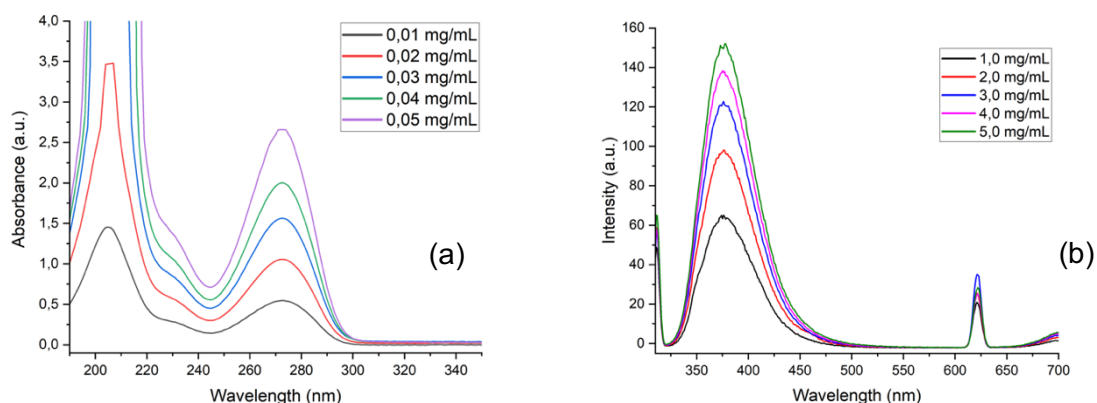 4,0
3,5
3,0
2,5
2,0
1,5
1,0
0,5
0,0
Absorbance (a.u.)
200 220 240 260 280 300 320 340
Wavelength (nm)
0,01 mg/mL
0,02 mg/mL
0,03 mg/mL
0,04 mg/mL
0,05 mg/mL
(a)
160
140
120
100
80
60
40
20
0
Intensity (a.u.)
350 400 450 500 550 600 650 700
Wavelength (nm)
1,0 mg/mL
2,0 mg/mL
3,0 mg/mL
4,0 mg/mL
5,0 mg/mL
(b)